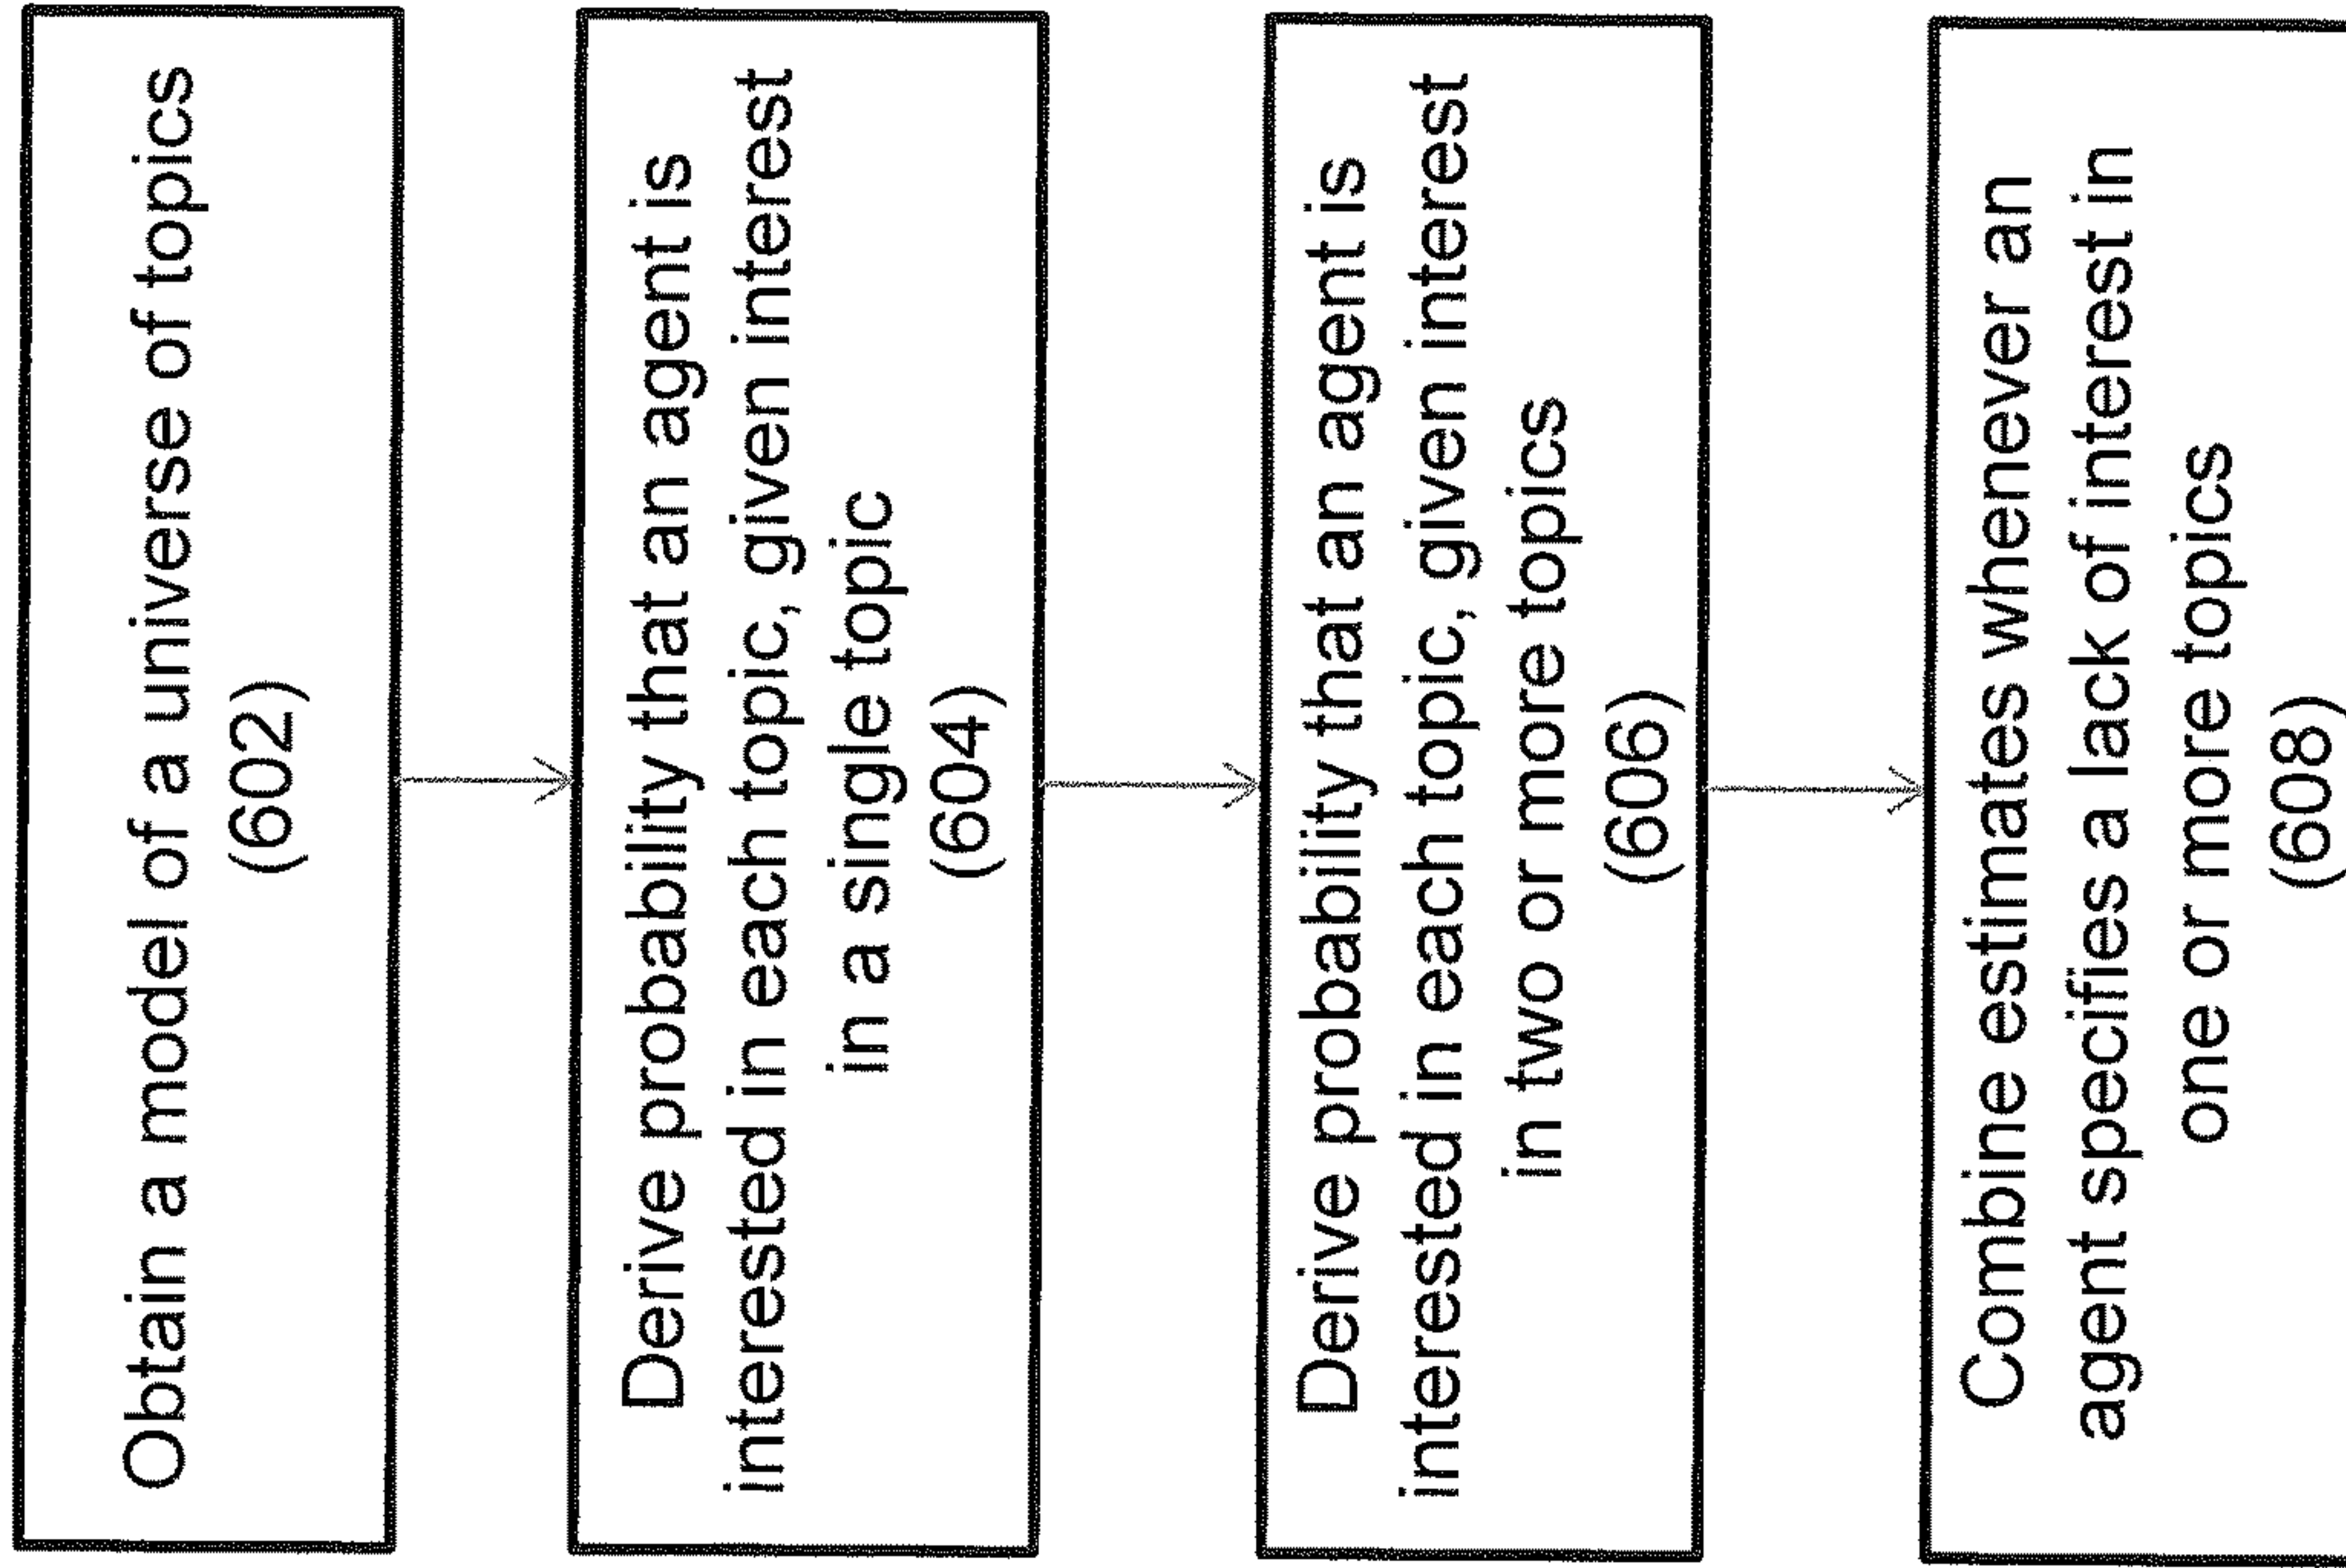 Obtain a model of a universe of topics
(602)
Derive probability that an agent is
interested in each topic, given interest
in a single topic
(604)
Derive probability that an agent is
interested in each topic, given interest
in two or more topics
(606)
Combine estimates whenever an
agent specifies a lack of interest in
one or more topics
(608)